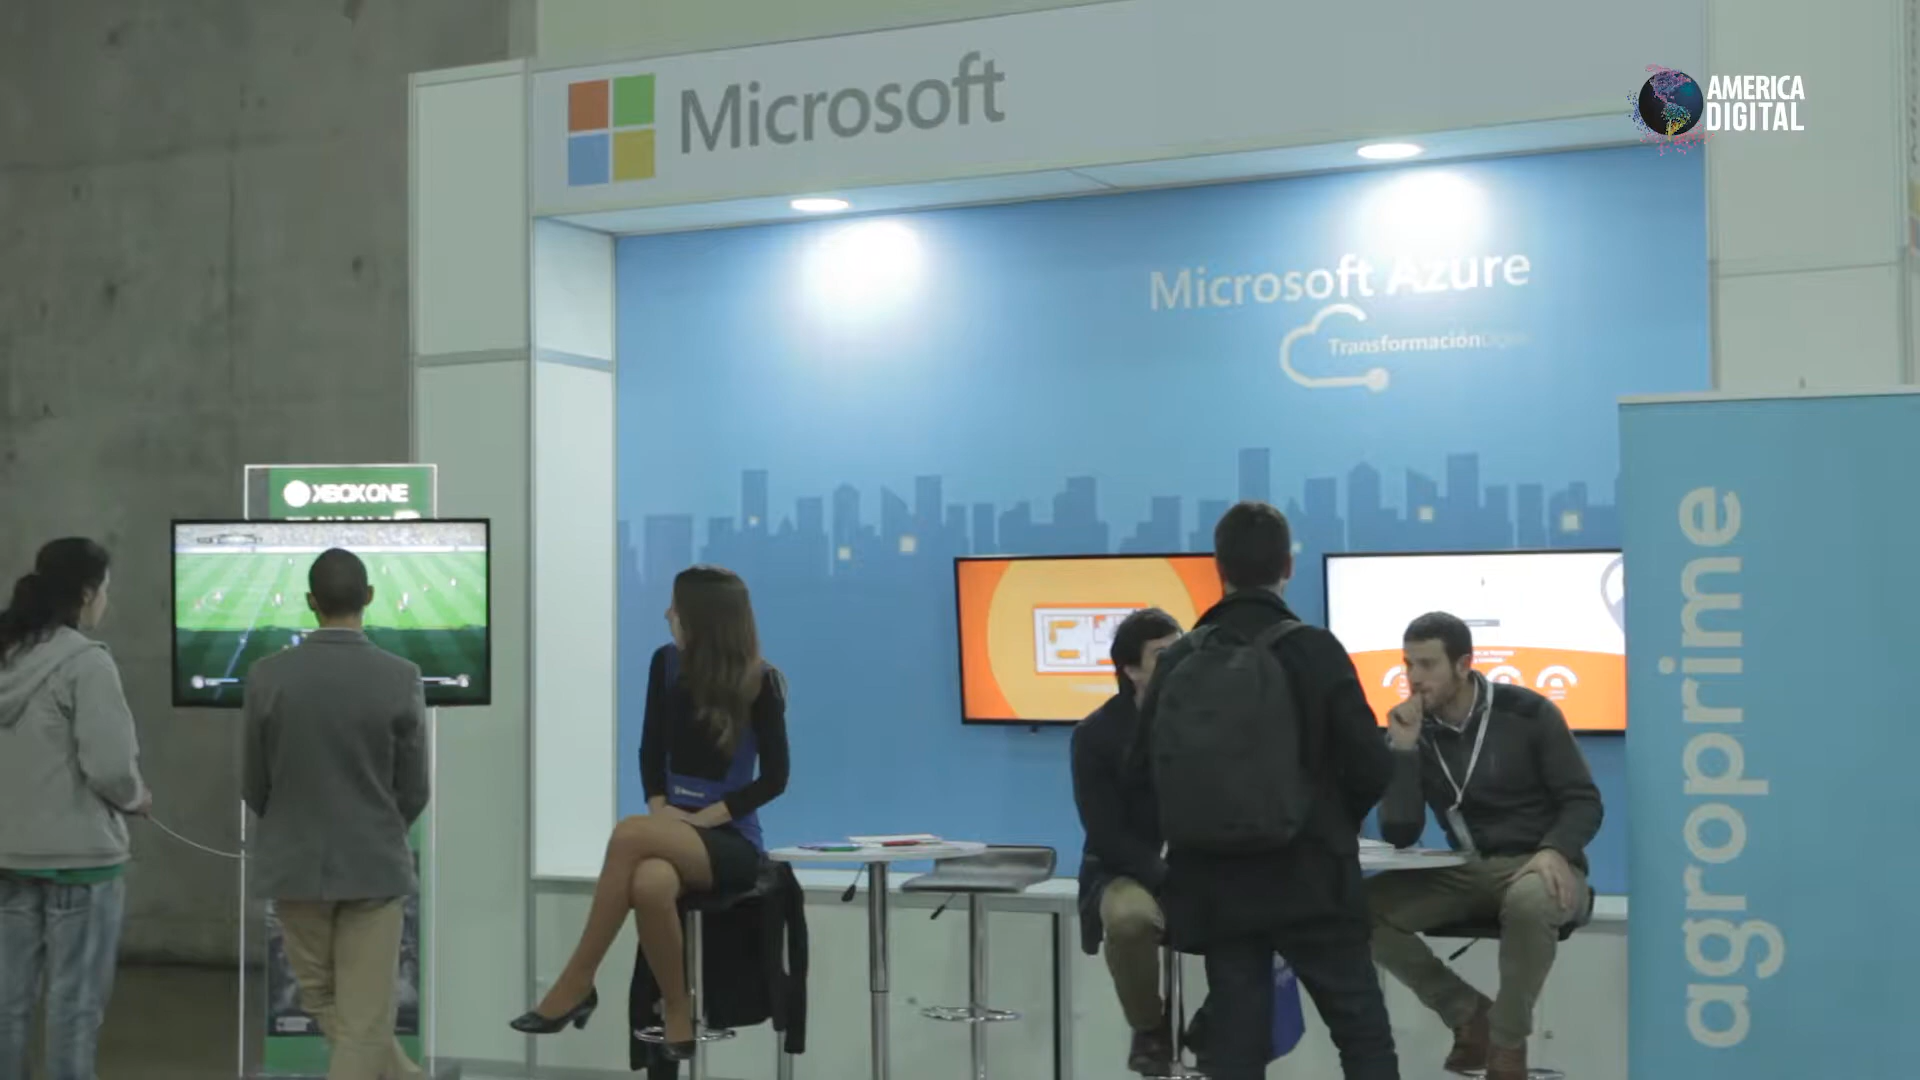 Microsoft
AMERICA
DIGITAL
Microsoft Azure
Transformación
XBOX ONE
agroprime